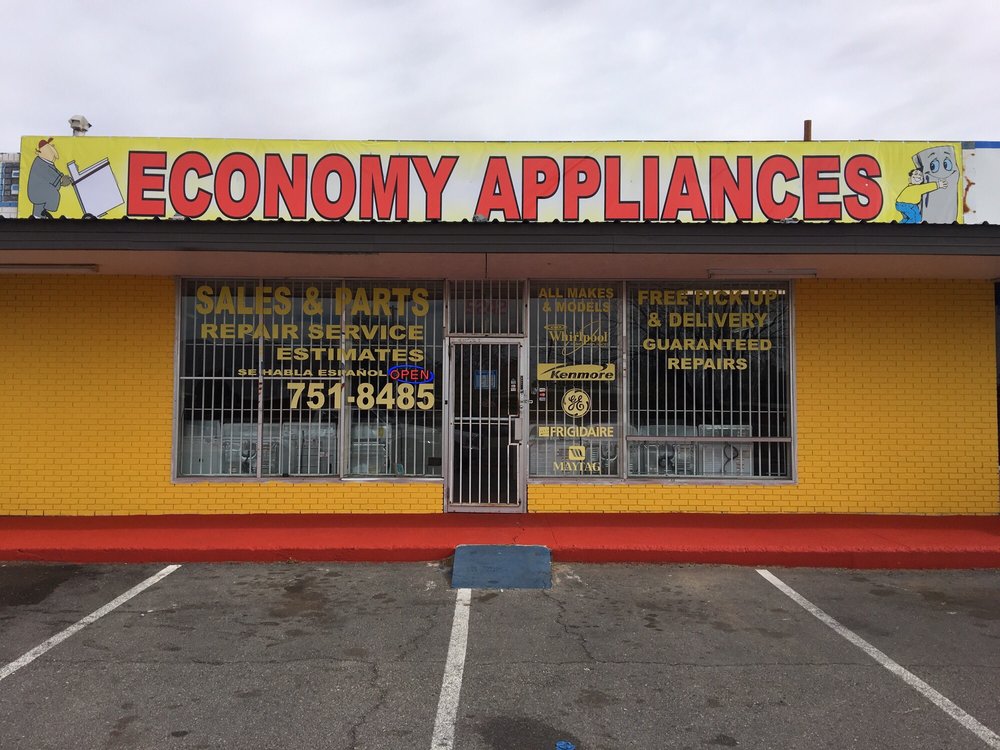 ECONOMY APPLIANCES
SALES & PARTS
REPAIR SERVICE
ESTIMATES
SE HABLA ESPAÑOL
OPEN
751-8485
ALL MAKES
& MODELS
Whirlpool
Kenmore
GE
FRIGIDAIRE
MAYTAG
FREE PICK UP
& DELIVERY
GUARANTEED
REPAIRS